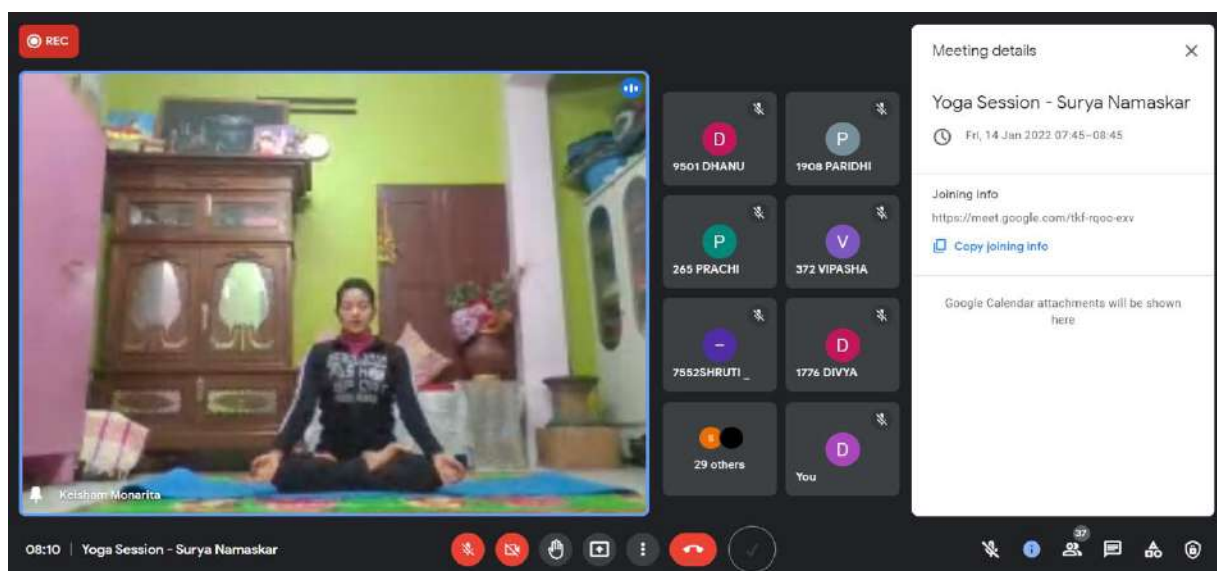 REC
Keisham Monarita
D
9501 DHANU
P
1908 PARIDHI
P
265 PRACHI
V
372 VIPASHA
–
7552SHRUTI _
D
1776 DIVYA
29 others
D
You
Meeting details
Yoga Session - Surya Namaskar
Fri, 14 Jan 2022 07:45–08:45
Joining info
https://meet.google.com/tkf-rqoo-exv
Copy joining info
Google Calendar attachments will be shown
here
08:10 | Yoga Session - Surya Namaskar
37